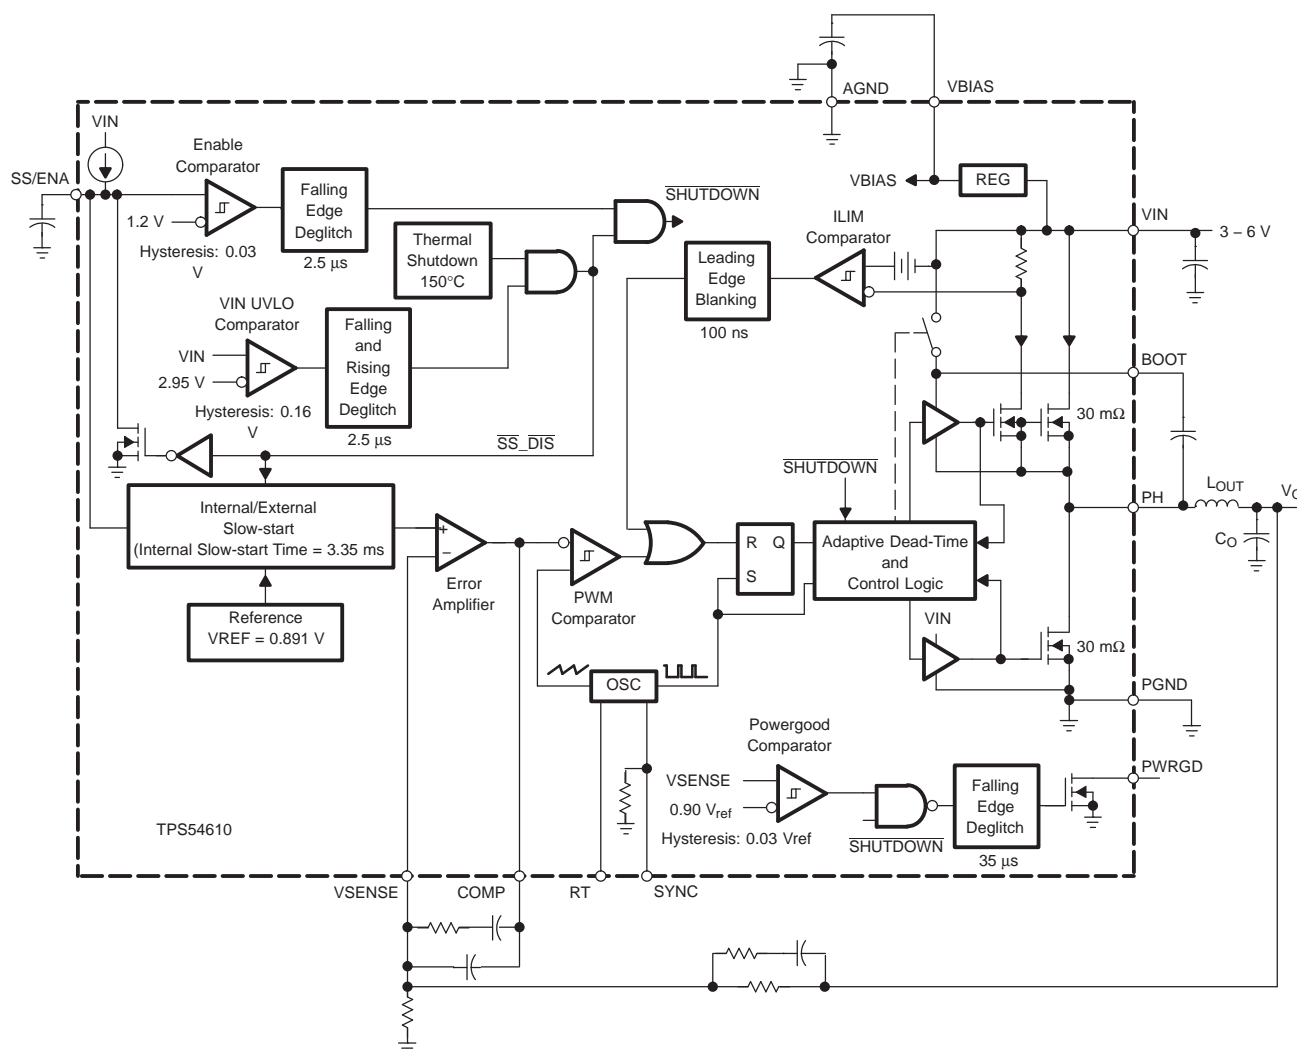 AGND
VBIAS
VIN
Enable
Comparator
SS/ENA
1.2 V
Hysteresis: 0.03
V
Falling
Edge
Deglitch
2.5 μs
SHUTDOWN
VBIAS
REG
VIN
3 – 6 V
Thermal
Shutdown
150°C
ILIM
Comparator
Leading
Edge
Blanking
100 ns
VIN UVLO
Comparator
VIN
2.95 V
Hysteresis: 0.16
V
Falling
and
Rising
Edge
Deglitch
2.5 μs
BOOT
30 mΩ
SS_DIS
SHUTDOWN
Internal/External
Slow-start
(Internal Slow-start Time = 3.35 ms
Reference
VREF = 0.891 V
+
−
Error
Amplifier
PWM
Comparator
R Q
S
Adaptive Dead-Time
and
Control Logic
PH
LOUT
CO
VIN
30 mΩ
OSC
PGND
Powergood
Comparator
VSENSE
0.90 Vref
Hysteresis: 0.03 Vref
SHUTDOWN
Falling
Edge
Deglitch
35 μs
PWRGD
TPS54610
VSENSE
COMP
RT
SYNC